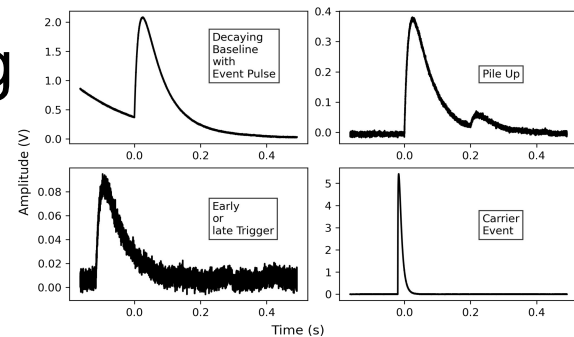 g
2.0
1.5
1.0
0.5
0.0
0.0
0.2
0.4
Decaying
Baseline
with
Event Pulse
0.4
0.3
0.2
0.1
0.0
0.0
0.2
0.4
Pile Up
Amplitude (V)
0.08
0.06
0.04
0.02
0.00
0.0
0.2
0.4
Early
or
late Trigger
5
4
3
2
1
0
0.0
0.2
0.4
Carrier
Event
Time (s)